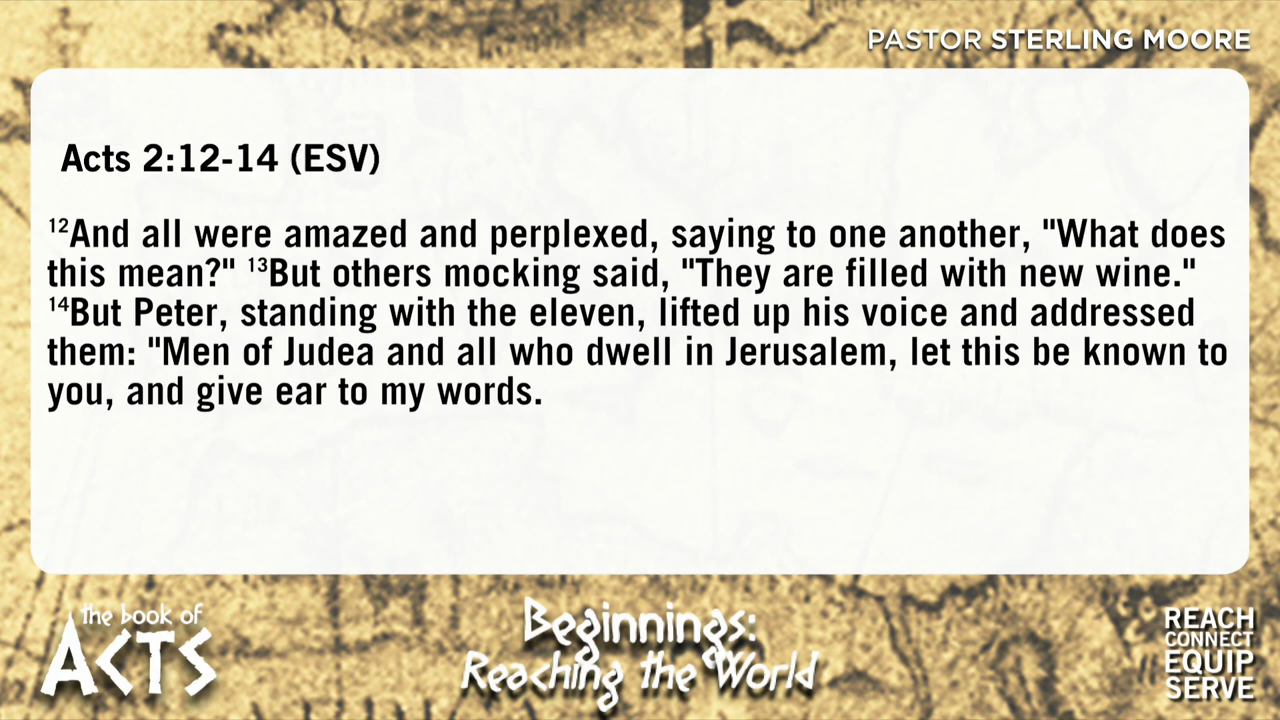 PASTOR STERLING MOORE
Acts 2:12-14 (ESV)
12And all were amazed and perplexed, saying to one another, "What does
this mean?" 13But others mocking said, "They are filled with new wine."
14But Peter, standing with the eleven, lifted up his voice and addressed
them: "Men of Judea and all who dwell in Jerusalem, let this be known to
you, and give ear to my words.
the book of
ACTS
Beginnings:
Reaching the World
REACH
CONNECT
EQUIP
SERVE